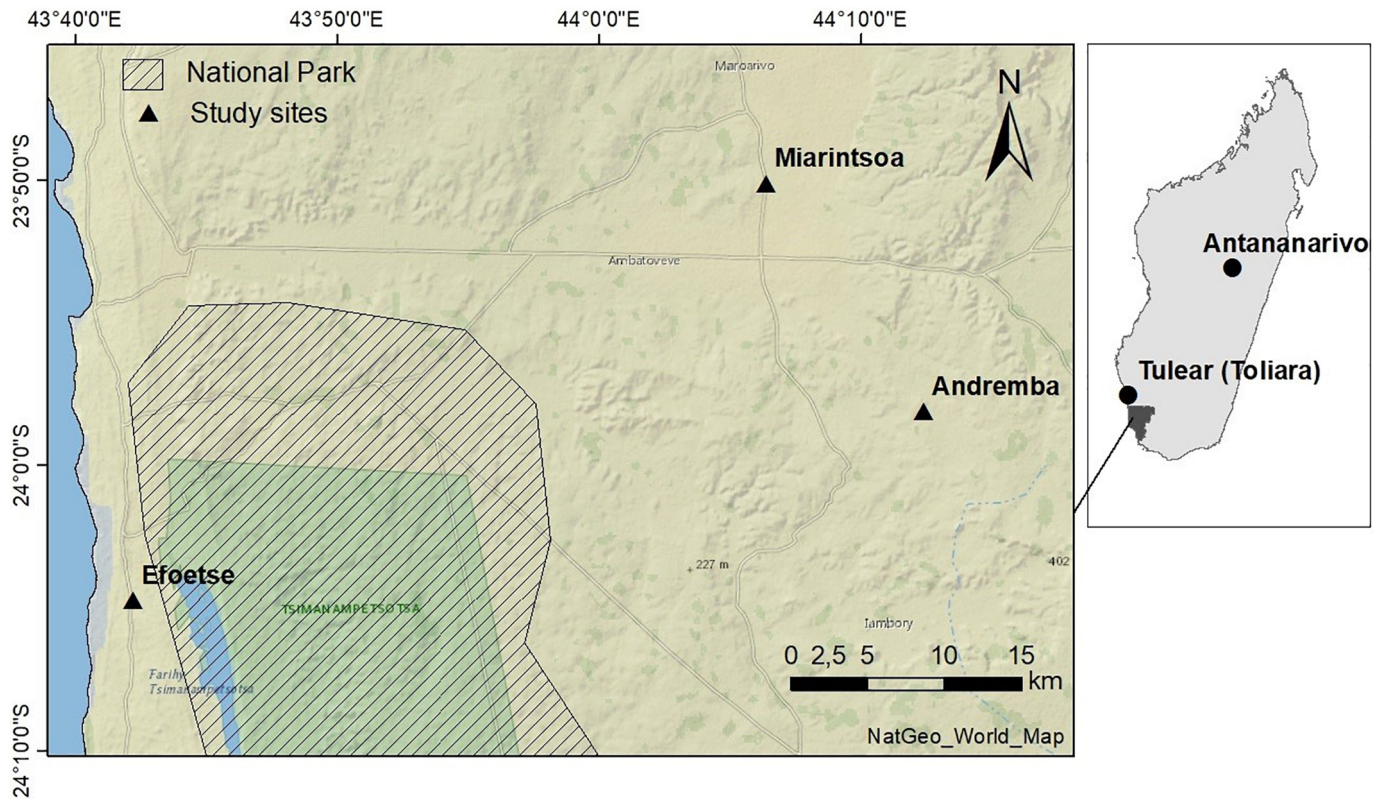 43°40'0"E
43°50'0"E
44°0'0"E
44°10'0"E
National Park
Study sites
Maroarivo
N
23°50'0"S
Miarintsoa
Antananarivo
Ambatoveve
Tulear (Toliara)
Andremba
24°0'0"S
227 m
402
Efoetse
TSIMANAMPETSOTSA
Iambory
0 2,5 5 10 15
km
Farihy
Tsimanampetsotsa
NatGeo_World_Map
24°10'0"S